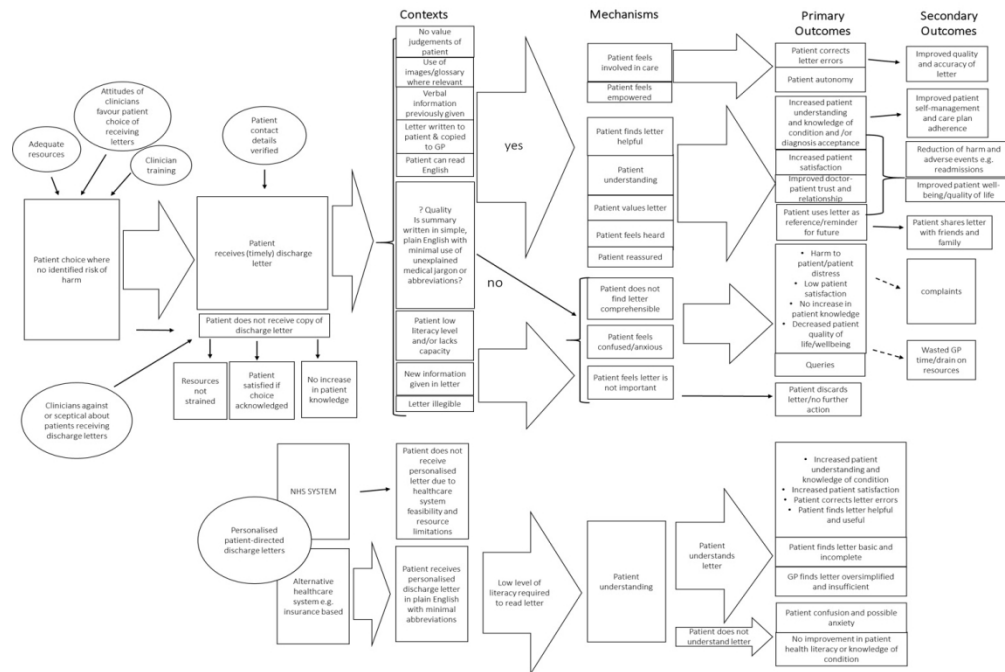 Contexts
Mechanisms
Primary
Outcomes
Secondary
Outcomes
Adequate
resources
Attitudes of
clinicians
favour patient
choice of
receiving
letters
Clinician
training
Patient choice where
no identified risk of
harm
Clinicians against
or sceptical about
patients receiving
discharge letters
Patient
contact
details
verified
Patient
receives (timely) discharge
letter
Patient does not receive copy of
discharge letter
Resources
not
strained
Patient
satisfied if
choice
acknowledged
No increase
in patient
knowledge
No value
judgements of
patient
Use of
images/glossary
where relevant
Verbal
information
previously given
Letter written to
patient & copied to
GP
Patient can read
English
? Quality
Is summary
written in simple,
plain English with
minimal use of
unexplained
medical jargon or
abbreviations?
Patient low
literacy level
and/or lacks
capacity
New information
given in letter
Letter illegible
yes
no
Patient feels
involved in care
Patient feels
empowered
Patient finds letter
helpful
Patient
understanding
Patient values letter
Patient feels heard
Patient reassured
Patient does not
find letter
comprehensible
Patient feels
confused/anxious
Patient feels letter is
not important
Patient corrects
letter errors
Patient autonomy
Increased patient
understanding
and knowledge of
condition and /or
diagnosis acceptance
Increased patient
satisfaction
Improved doctor-
patient trust and
relationship
Patient uses letter as
reference/reminder
for future
• Harm to
patient/patient
distress
• Low patient
satisfaction
• No increase in
patient knowledge
• Decreased patient
quality of
life/wellbeing
Queries
Patient discards
letter/no further
action
Improved quality
and accuracy of
letter
Improved patient
self-management
and care plan
adherence
Reduction of harm and
adverse events e.g.
readmissions
Improved patient well-
being/quality of life
Patient shares letter
with friends and
family
complaints
Wasted GP
time/drain on
resources
Personalised
patient-directed
discharge letters
NHS SYSTEM
Alternative
healthcare
system e.g.
insurance based
Patient does not
receive
personalised
letter due to
healthcare
system
feasibility and
resource
limitations
Patient receives
personalised
discharge letter
in plain English
with minimal
abbreviations
Low level of
literacy required
to read letter
Patient
understanding
Patient
understands
letter
Patient does not
understand letter
• Increased patient
understanding and
knowledge of condition
• Increased patient satisfaction
• Patient corrects letter errors
• Patient finds letter helpful
and useful
Patient finds letter basic and
incomplete
GP finds letter oversimplified and
insufficient
Patient confusion and possible
anxiety
No improvement in patient
health literacy or knowledge of
condition